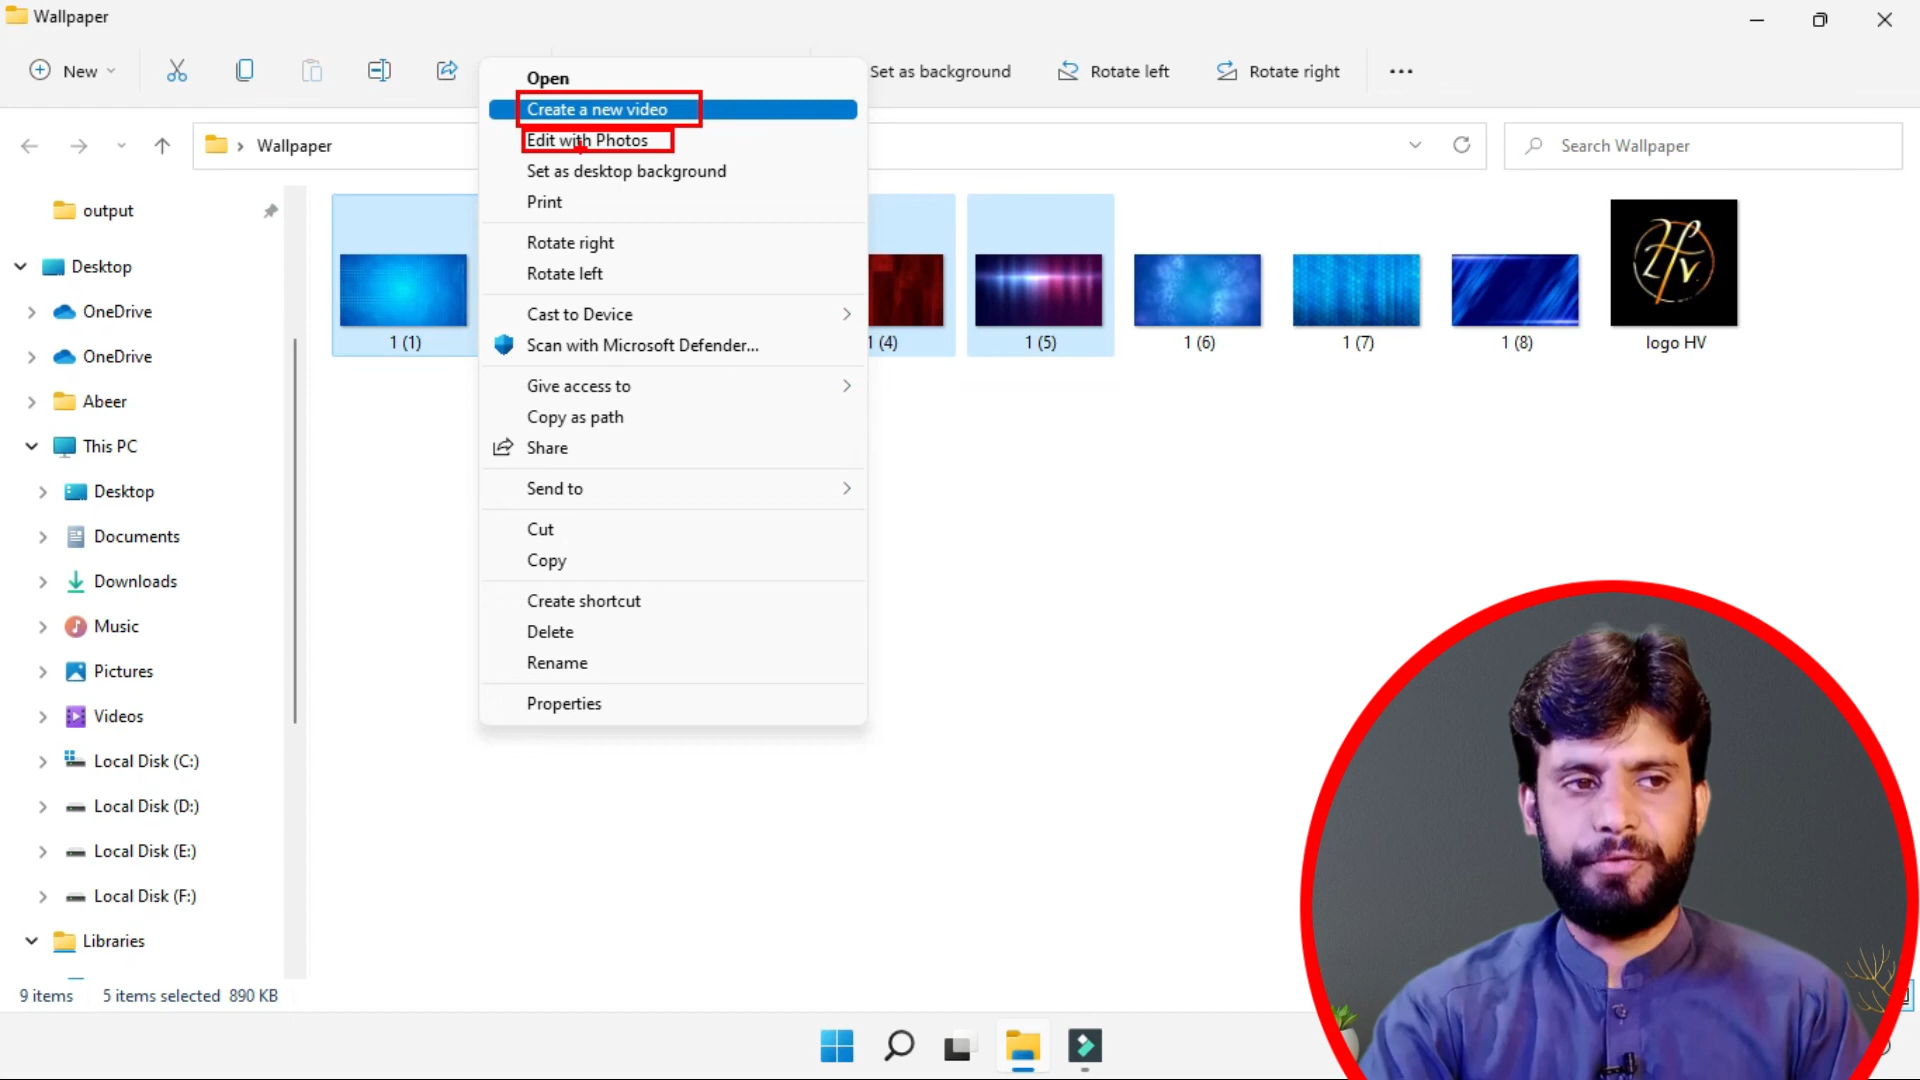 Wallpaper
New
Set as background
Rotate left
Rotate right
Wallpaper
Search Wallpaper
Open
Create a new video
Edit with Photos
Set as desktop background
Print
Rotate right
Rotate left
Cast to Device
Scan with Microsoft Defender...
Give access to
Copy as path
Share
Send to
Cut
Copy
Create shortcut
Delete
Rename
Properties
output
Desktop
OneDrive
OneDrive
Abeer
This PC
Desktop
Documents
Downloads
Music
Pictures
Videos
Local Disk (C:)
Local Disk (D:)
Local Disk (E:)
Local Disk (F:)
Libraries
1 (1)
1 (4)
1 (5)
1 (6)
1 (7)
1 (8)
logo HV
9 items
5 items selected 890 KB